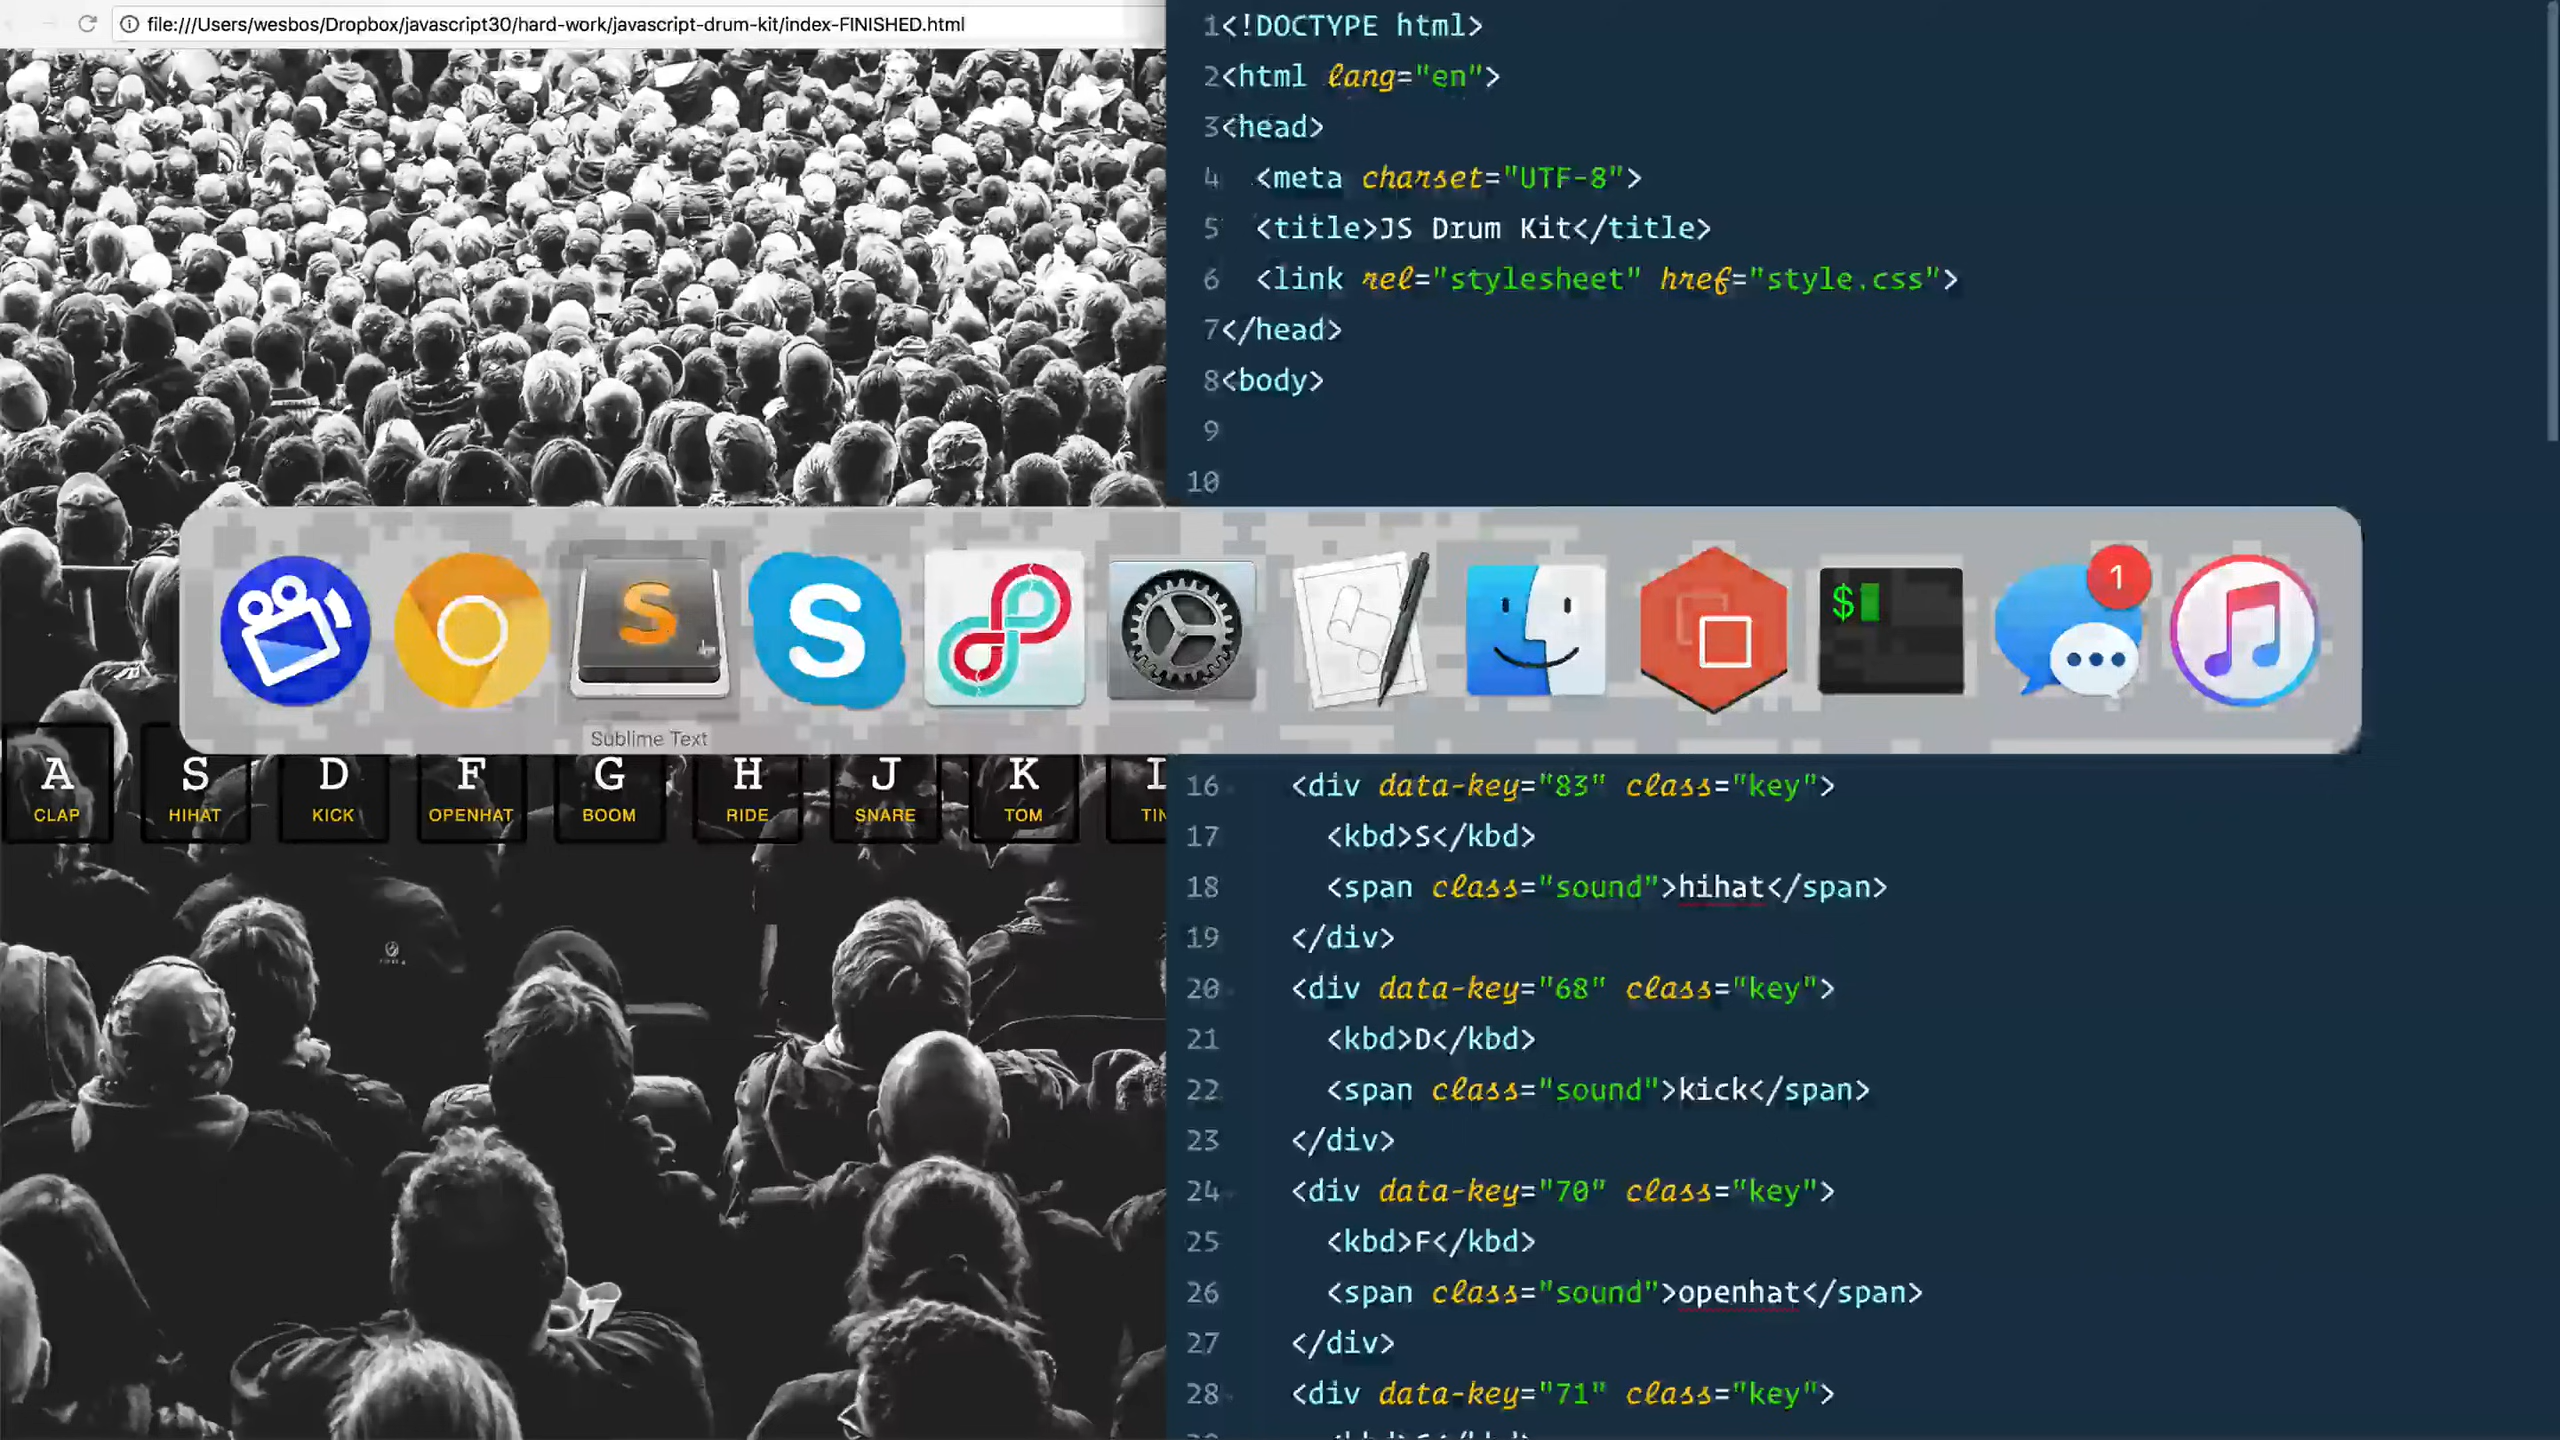 file:///Users/wesbos/Dropbox/javascript30/hard-work/javascript-drum-kit/index-FINISHED.html
1<!DOCTYPE html>
2<html lang="en">
3<head>
4 <meta charset="UTF-8">
5 <title>JS Drum Kit</title>
6 <link rel="stylesheet" href="style.css">
7</head>
8<body>
9
10
S
S
$
1
Sublime Text
A S D F G H J K
CLAP HIHAT KICK OPENHAT BOOM RIDE SNARE TOM
16 <div data-key="83" class="key">
17 <kbd>S</kbd>
18 <span class="sound">hihat</span>
19 </div>
20 <div data-key="68" class="key">
21 <kbd>D</kbd>
22 <span class="sound">kick</span>
23 </div>
24 <div data-key="70" class="key">
25 <kbd>F</kbd>
26 <span class="sound">openhat</span>
27 </div>
28 <div data-key="71" class="key">